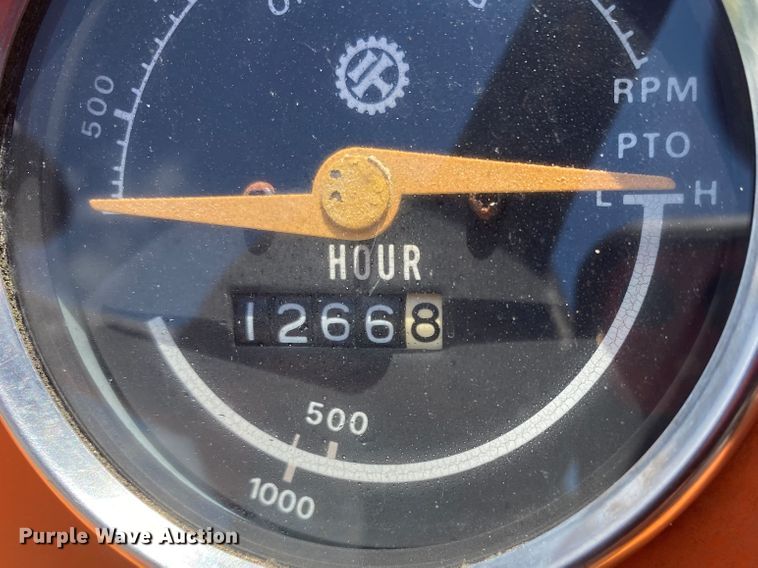 500
RPM
PTO
L H
HOUR
12668
500
1000
Purple Wave Auction